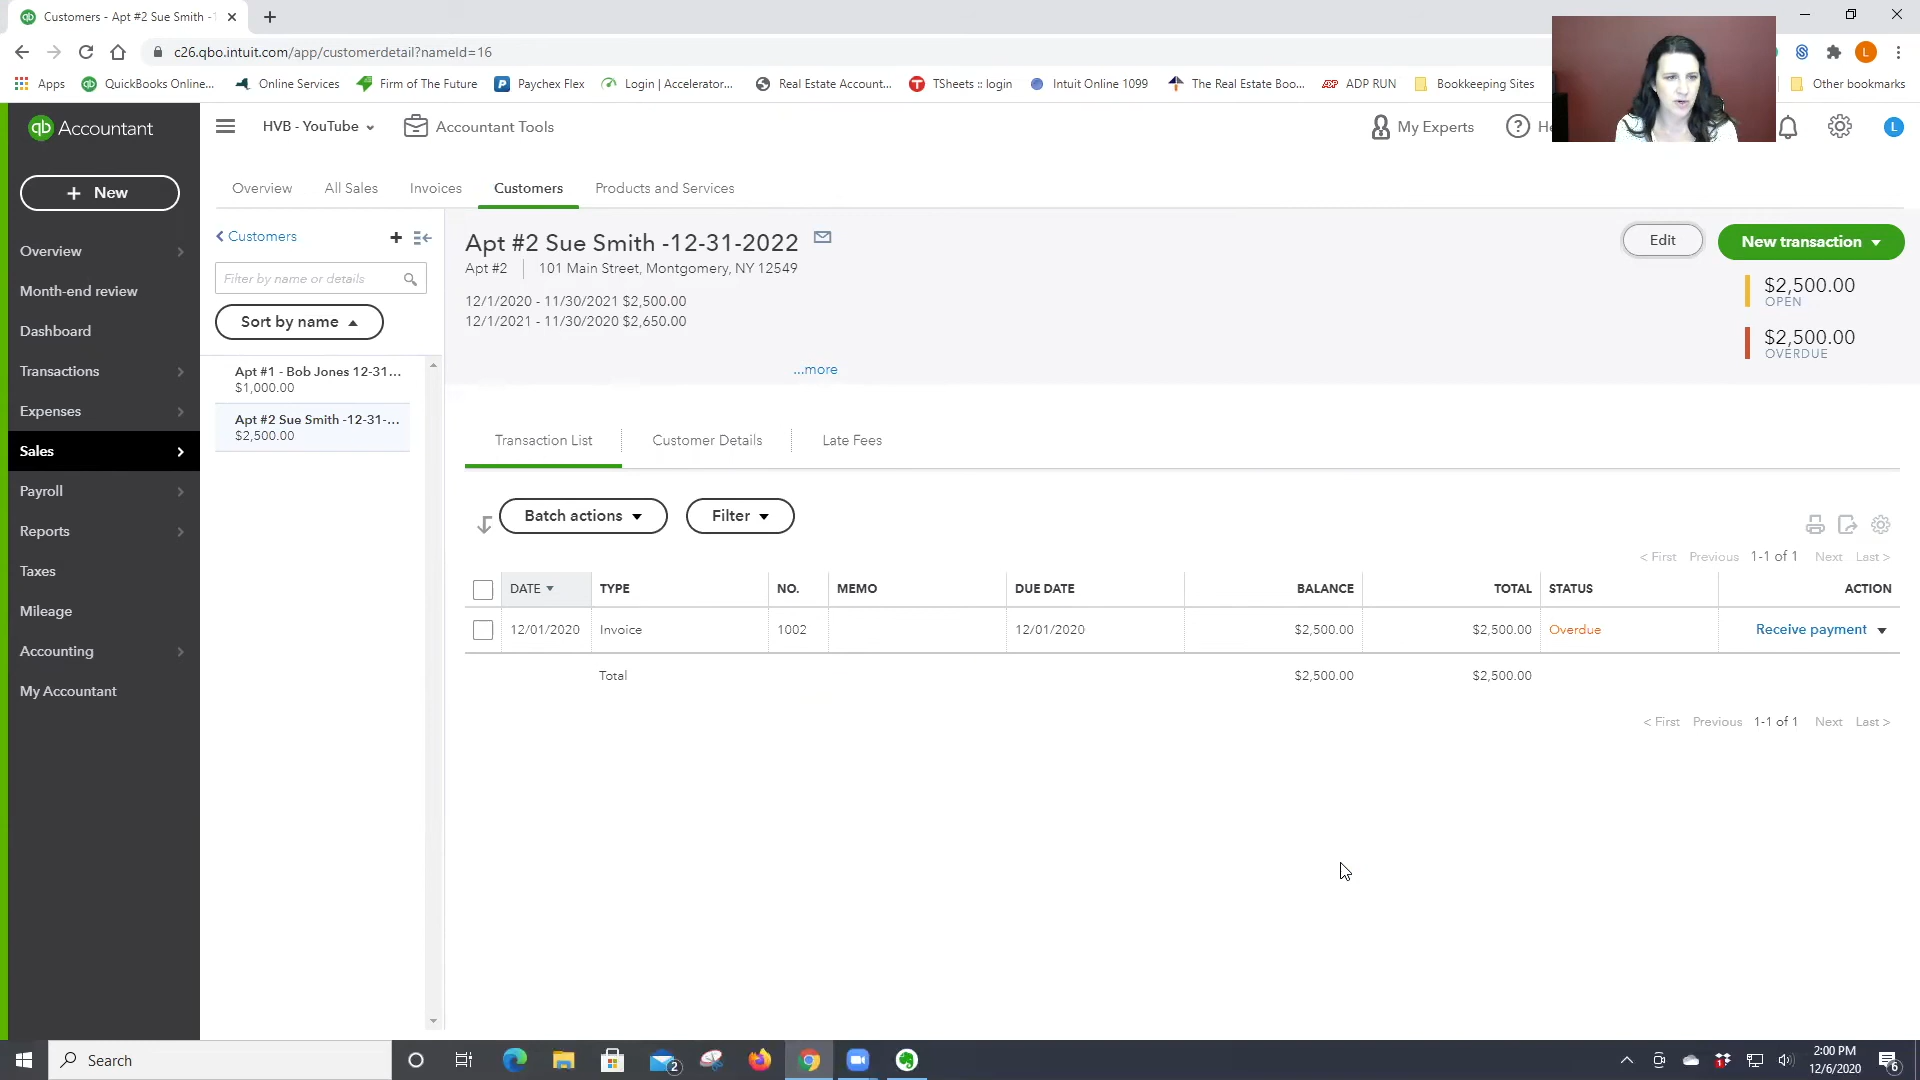 Customers - Apt #2 Sue Smith -1
c26.qbo.intuit.com/app/customerdetail?nameId=16
L
Apps
QuickBooks Online...
Online Services
Firm of The Future
Paychex Flex
Login | Accelerator...
Real Estate Account...
TSheets :: login
Intuit Online 1099
The Real Estate Boo...
ADP RUN
Bookkeeping Sites
Other bookmarks
qb Accountant
HVB - YouTube
Accountant Tools
My Experts
L
+ New
Overview
All Sales
Invoices
Customers
Products and Services
Overview
Month-end review
Dashboard
Transactions
Expenses
Sales
Payroll
Reports
Taxes
Mileage
Accounting
My Accountant
< Customers
Filter by name or details
Sort by name
Apt #1 - Bob Jones 12-31...
$1,000.00
Apt #2 Sue Smith -12-31-...
$2,500.00
Apt #2 Sue Smith -12-31-2022
Apt #2 | 101 Main Street, Montgomery, NY 12549
12/1/2020 - 11/30/2021 $2,500.00
12/1/2021 - 11/30/2020 $2,650.00
...more
Edit
New transaction
$2,500.00
OPEN
$2,500.00
OVERDUE
Transaction List
Customer Details
Late Fees
Batch actions
Filter
< First Previous 1-1 of 1 Next Last >
DATE TYPE NO. MEMO DUE DATE BALANCE TOTAL STATUS ACTION
12/01/2020 Invoice 1002 12/01/2020 $2,500.00 $2,500.00 Overdue Receive payment
Total $2,500.00 $2,500.00
< First Previous 1-1 of 1 Next Last >
Search
2
1
2:00 PM
12/6/2020
6